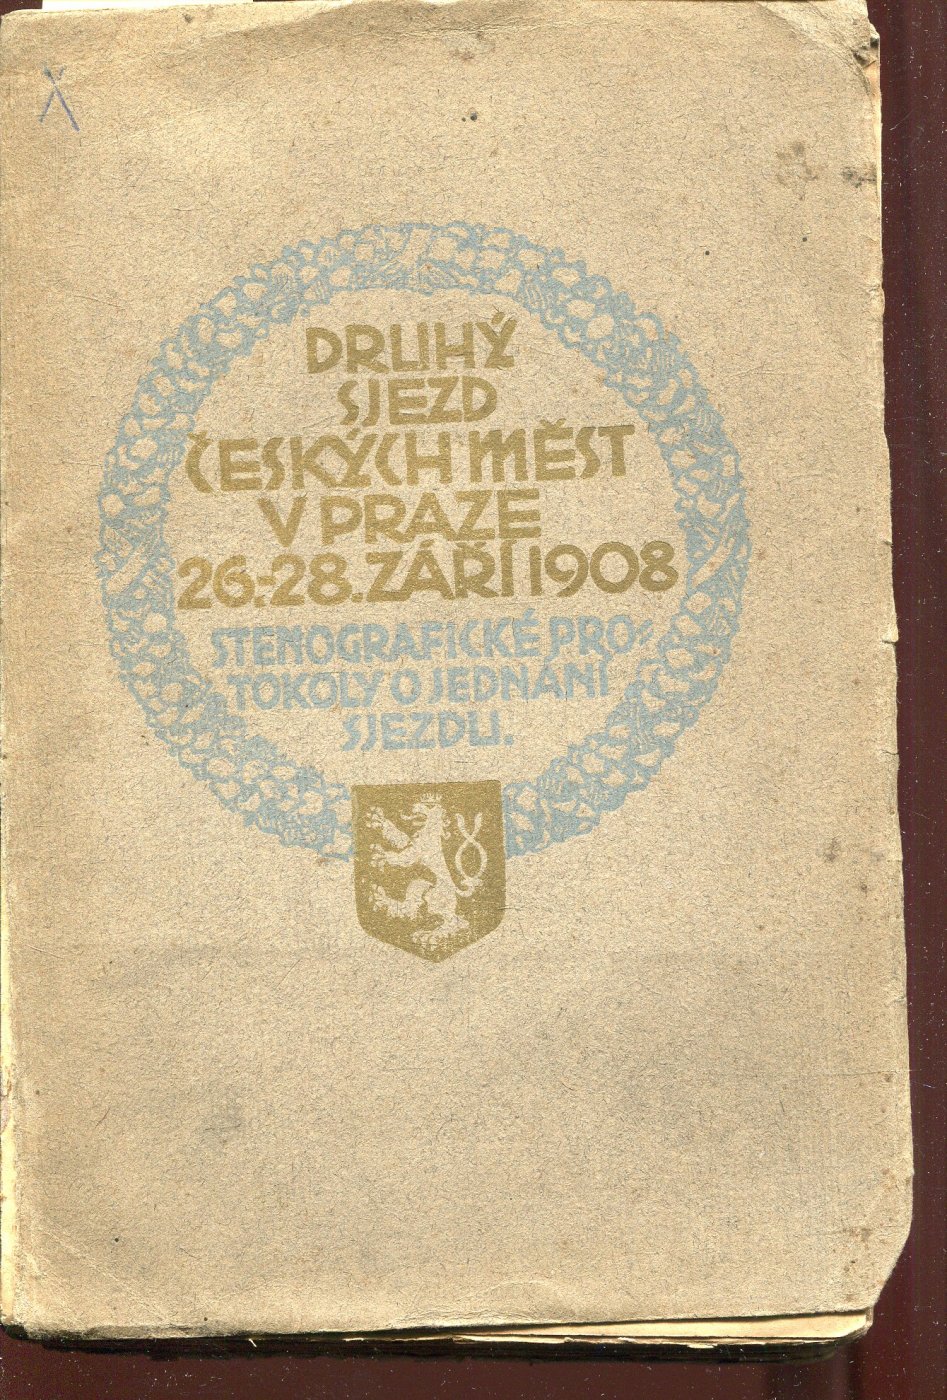 DRUHÝ
SJEZD
ČESKÝCH MĚST
V PRAZE
26.-28. ZÁŘÍ 1908
STENOGRAFICKÉ PRO-
TOKOLY O JEDNÁNÍ
SJEZDU.